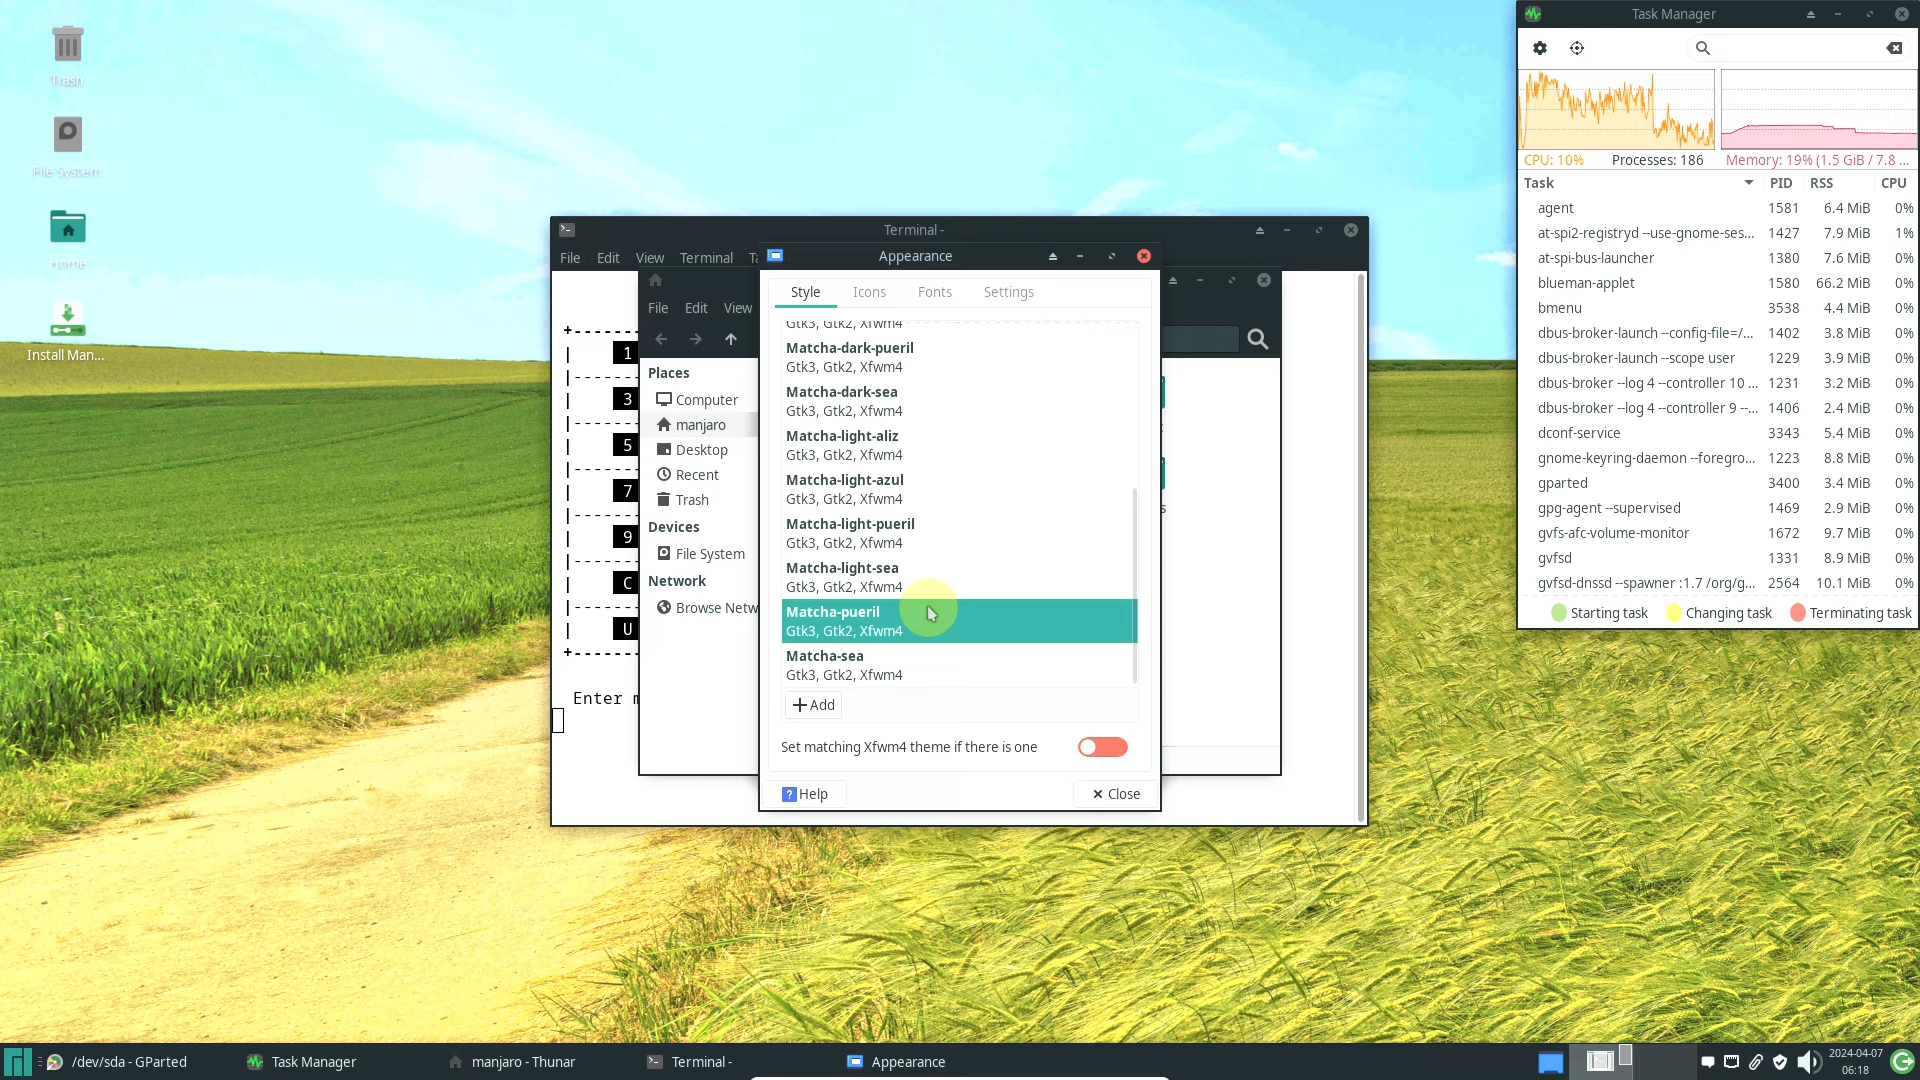 Trash
File System
Home
Install Man...
Task Manager
CPU: 10%
Processes: 186
Memory: 19% (1.5 GiB / 7.8 ...
Task PID RSS CPU
agent 1581 6.4 MiB 0%
at-spi2-registryd --use-gnome-ses... 1427 7.9 MiB 1%
at-spi-bus-launcher 1380 7.6 MiB 0%
blueman-applet 1580 66.2 MiB 0%
bmenu 3538 4.4 MiB 0%
dbus-broker-launch --config-file=/... 1402 3.8 MiB 0%
dbus-broker-launch --scope user 1229 3.9 MiB 0%
dbus-broker --log 4 --controller 10 ... 1231 3.2 MiB 0%
dbus-broker --log 4 --controller 9 --... 1406 2.4 MiB 0%
dconf-service 3343 5.4 MiB 0%
gnome-keyring-daemon --foregro... 1223 8.8 MiB 0%
gparted 3400 3.4 MiB 0%
gpg-agent --supervised 1469 2.9 MiB 0%
gvfs-afc-volume-monitor 1672 9.7 MiB 0%
gvfsd 1331 8.9 MiB 0%
gvfsd-dnssd --spawner :1.7 /org/g... 2564 10.1 MiB 0%
Starting task Changing task Terminating task
Terminal -
File Edit View Terminal
1
3
5
7
9
C
U
Enter
File Edit View
Places
Computer
manjaro
Desktop
Recent
Trash
Devices
File System
Network
Browse Netw
Appearance
Style Icons Fonts Settings
Gtk3, Gtk2, Xfwm4
Matcha-dark-pueril
Gtk3, Gtk2, Xfwm4
Matcha-dark-sea
Gtk3, Gtk2, Xfwm4
Matcha-light-aliz
Gtk3, Gtk2, Xfwm4
Matcha-light-azul
Gtk3, Gtk2, Xfwm4
Matcha-light-pueril
Gtk3, Gtk2, Xfwm4
Matcha-light-sea
Gtk3, Gtk2, Xfwm4
Matcha-pueril
Gtk3, Gtk2, Xfwm4
Matcha-sea
Gtk3, Gtk2, Xfwm4
Add
Set matching Xfwm4 theme if there is one
Help
Close
/dev/sda - GParted
Task Manager
manjaro - Thunar
Terminal -
Appearance
2024-04-07
06:18